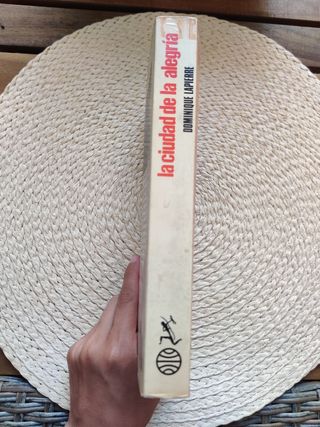 la ciudad de la alegría
DOMINIQUE LAPIERRE